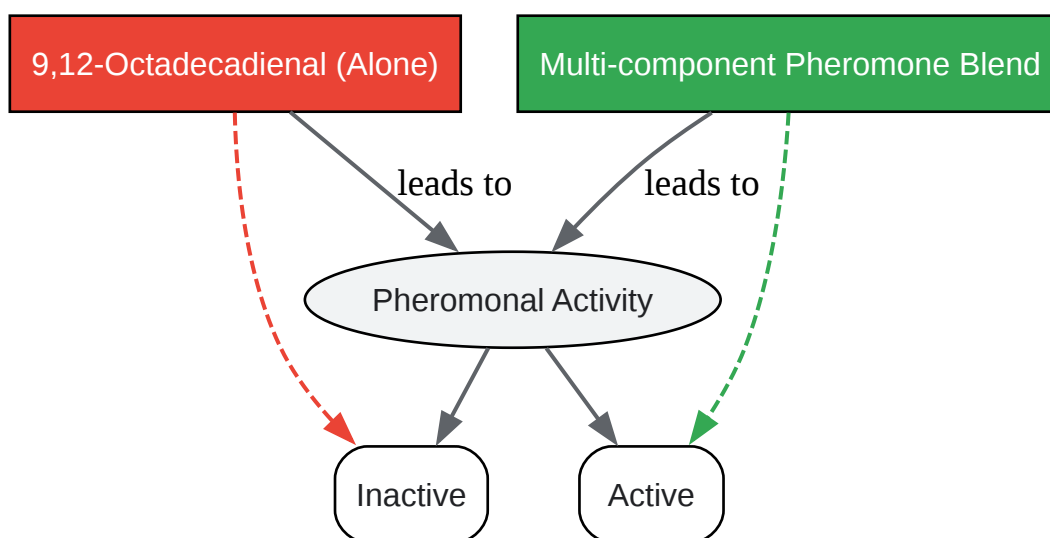 9,12-Octadecadienal (Alone)
Multi-component Pheromone Blend
leads to
leads to
Pheromonal Activity
Inactive
Active